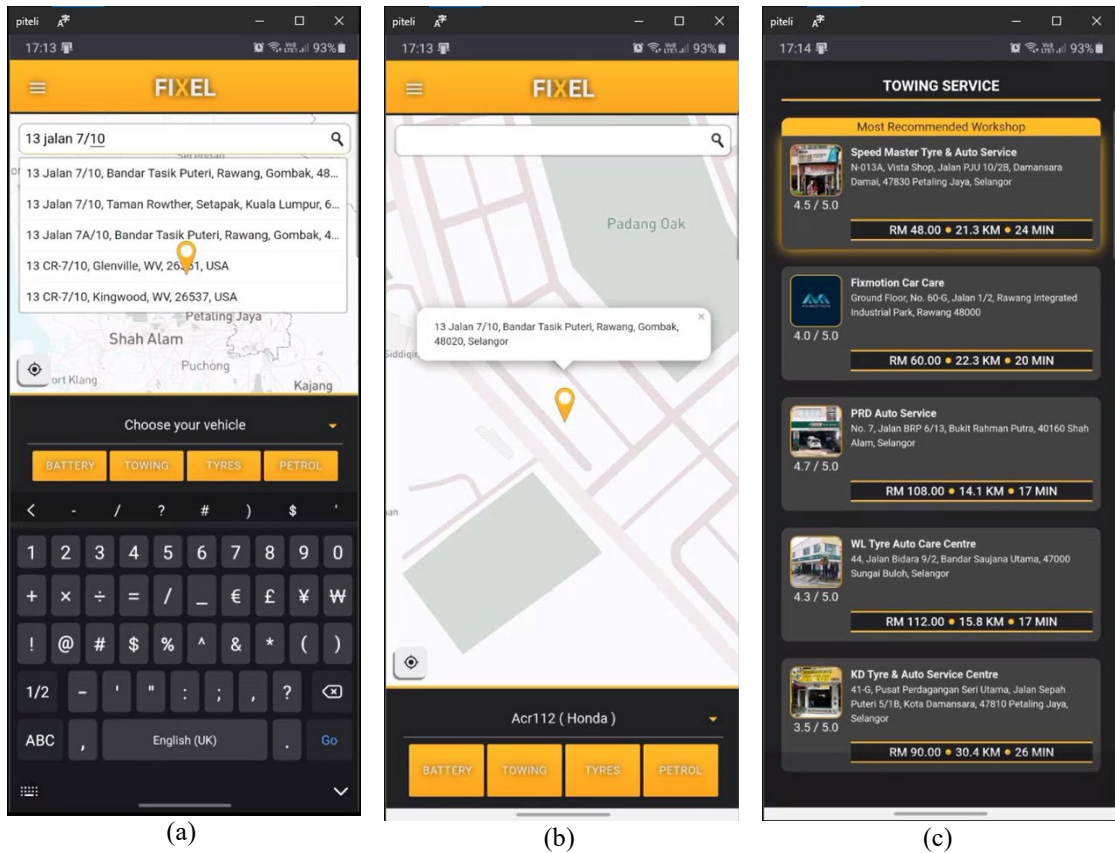 piteli
17:13
93%
FIXEL
13 jalan 7/10
Serendah
13 Jalan 7/10, Bandar Tasik Puteri, Rawang, Gombak, 48...
13 Jalan 7/10, Taman Rowther, Setapak, Kuala Lumpur, 6...
13 Jalan 7A/10, Bandar Tasik Puteri, Rawang, Gombak, 4...
13 CR-7/10, Glenville, WV, 26351, USA
13 CR-7/10, Kingwood, WV, 26537, USA
Petaling Jaya
Shah Alam
Puchong
ort Klang
Kajang
Choose your vehicle
BATTERY TOWING TYRES PETROL
< - / ? # ) $ '
1 2 3 4 5 6 7 8 9 0
+ × ÷ = / _ € £ ¥ ₩
! @ # $ % ^ & * ( )
1/2 - ' " : ; , ?
ABC , English (UK) . Go
(a)
piteli
17:13
93%
FIXEL
Padang Oak
13 Jalan 7/10, Bandar Tasik Puteri, Rawang, Gombak,
48020, Selangor
Acr112 ( Honda )
BATTERY TOWING TYRES PETROL
(b)
piteli
17:14
93%
TOWING SERVICE
Most Recommended Workshop
Speed Master Tyre & Auto Service
N-013A, Vista Shop, Jalan PJU 10/2B, Damansara
Damai, 47830 Petaling Jaya, Selangor
4.5 / 5.0
RM 48.00 ● 21.3 KM ● 24 MIN
Fixmotion Car Care
Ground Floor, No. 60-G, Jalan 1/2, Rawang Integrated
Industrial Park, Rawang 48000
4.0 / 5.0
RM 60.00 ● 22.3 KM ● 20 MIN
PRD Auto Service
No. 7, Jalan BRP 6/13, Bukit Rahman Putra, 40160 Shah
Alam, Selangor
4.7 / 5.0
RM 108.00 ● 14.1 KM ● 17 MIN
WL Tyre Auto Care Centre
44, Jalan Bidara 9/2, Bandar Saujana Utama, 47000
Sungai Buloh, Selangor
4.3 / 5.0
RM 112.00 ● 15.8 KM ● 17 MIN
KD Tyre & Auto Service Centre
41-G, Pusat Perdagangan Seri Utama, Jalan Sepah
Puteri 5/1B, Kota Damansara, 47810 Petaling Jaya,
Selangor
3.5 / 5.0
RM 90.00 ● 30.4 KM ● 26 MIN
(c)